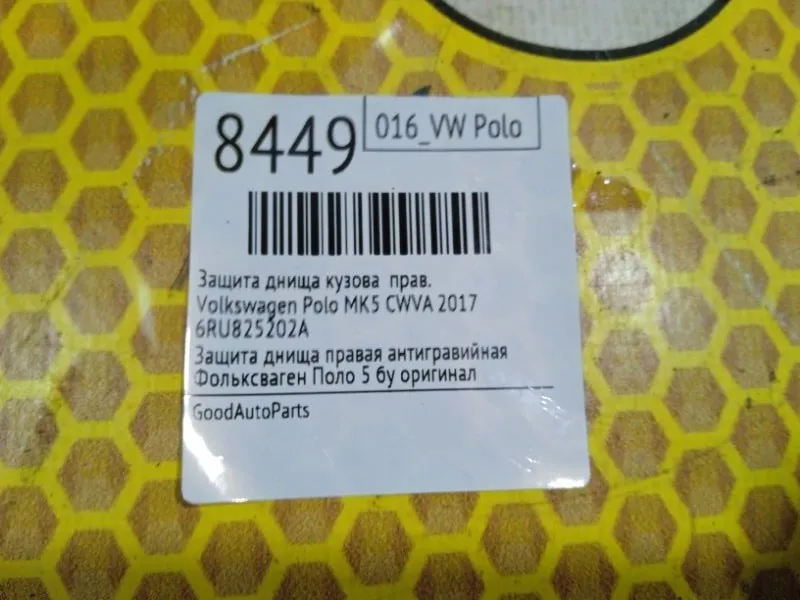 8449
016_VW Polo
Защита днища кузова прав.
Volkswagen Polo MK5 CWVA 2017
6RU825202A
Защита днища правая антигравийная
Фольксваген Поло 5 бу оригинал
GoodAutoParts